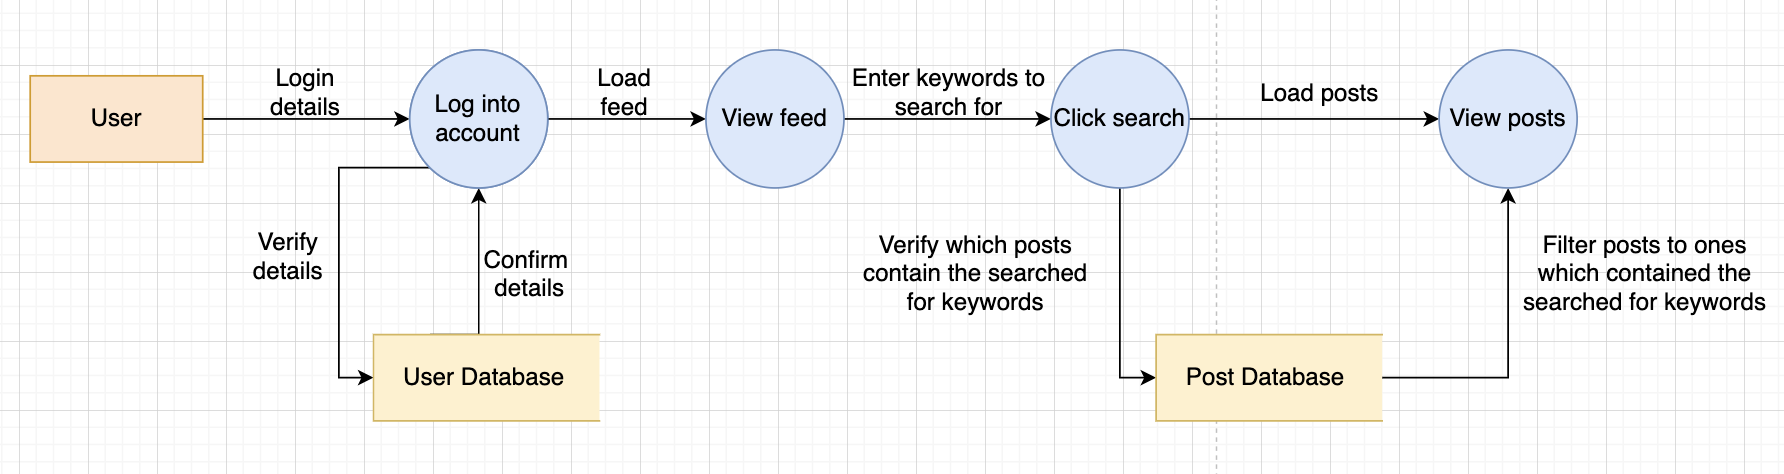 User
Login
details
Log into
account
Load
feed
View feed
Enter keywords to
search for
Click search
Load posts
View posts
Verify
details
Confirm
details
User Database
Verify which posts
contain the searched
for keywords
Post Database
Filter posts to ones
which contained the
searched for keywords